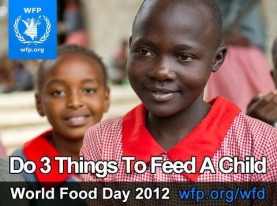 WFP
wfp.org
Do 3 Things To Feed A Child
World Food Day 2012 wfp.org/wfd